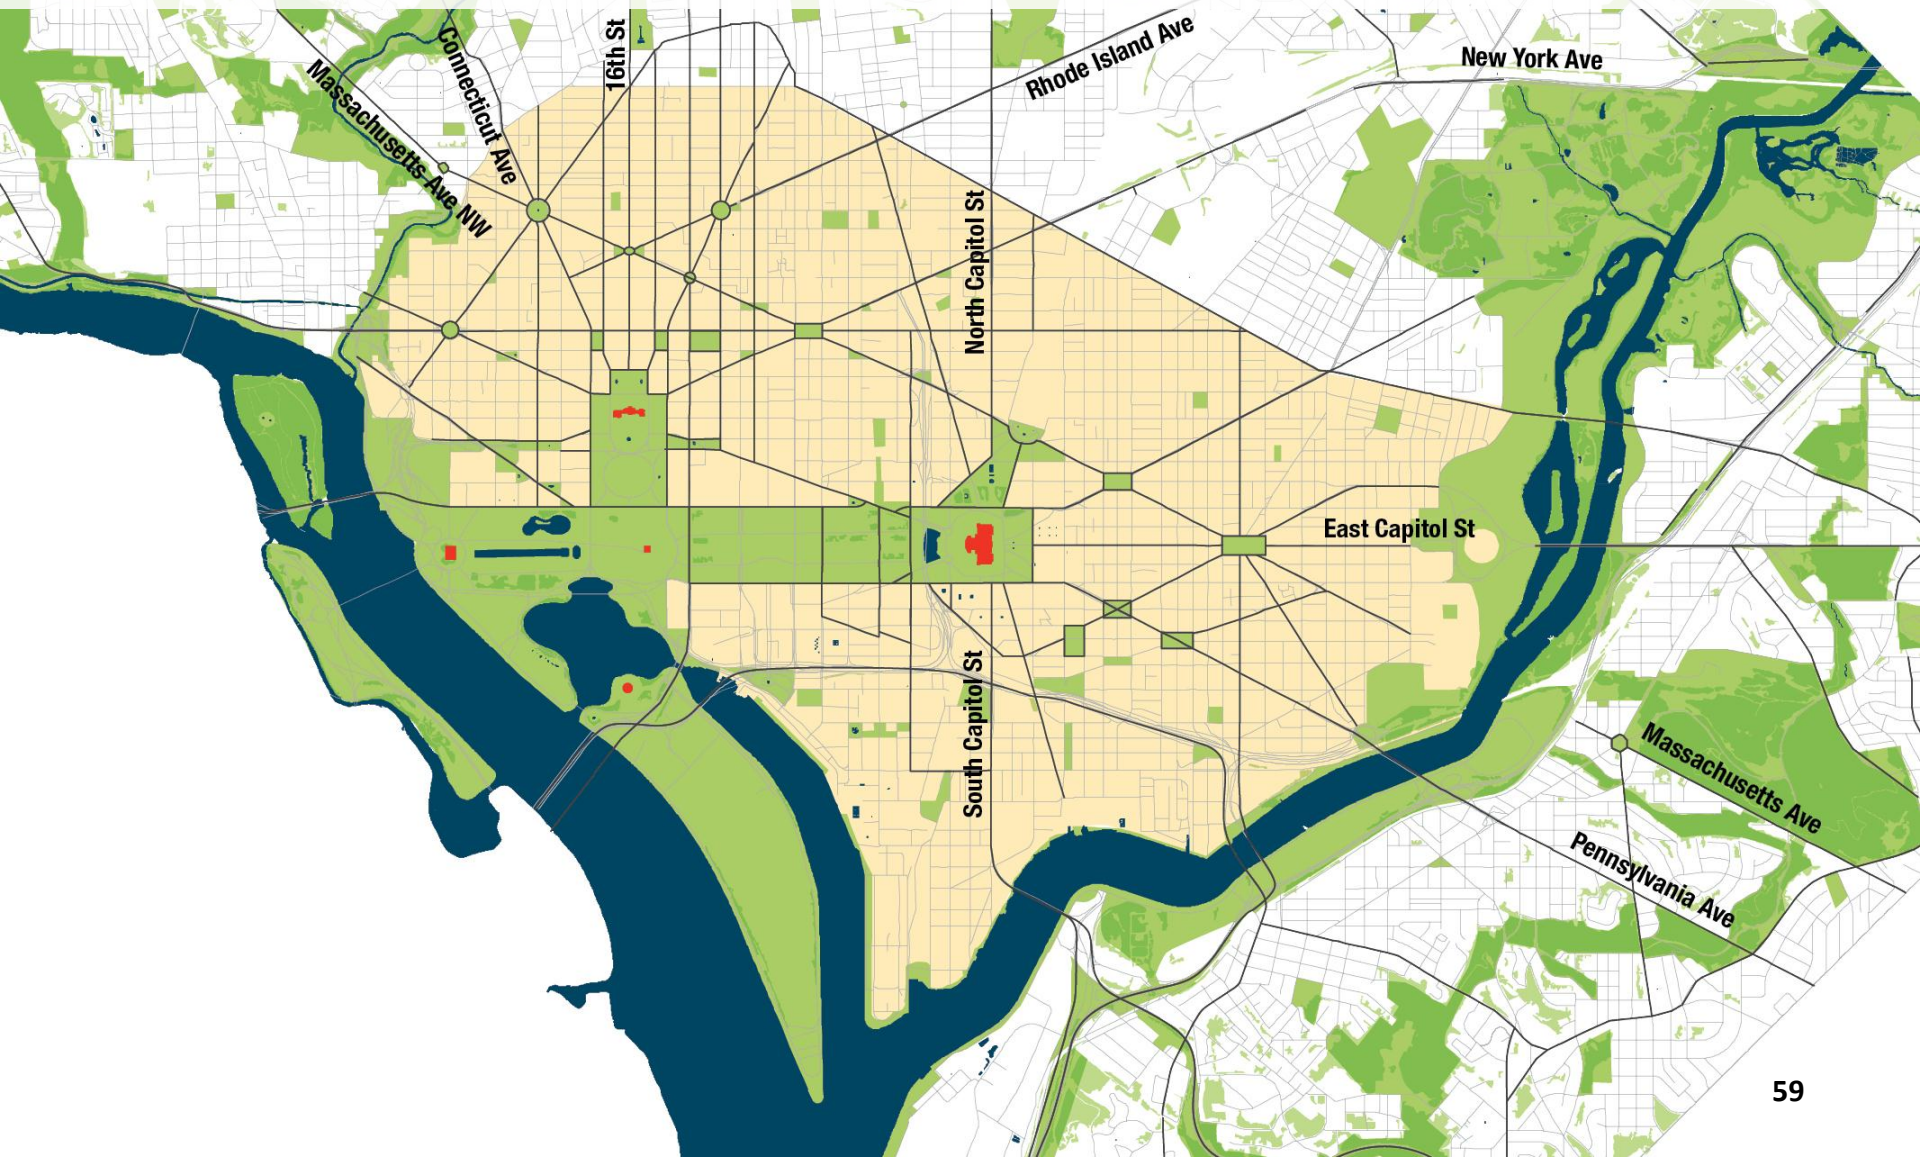 16th St
Connecticut Ave
Massachusetts Ave NW
Rhode Island Ave
New York Ave
North Capitol St
East Capitol St
South Capitol St
Massachusetts Ave
Pennsylvania Ave
59